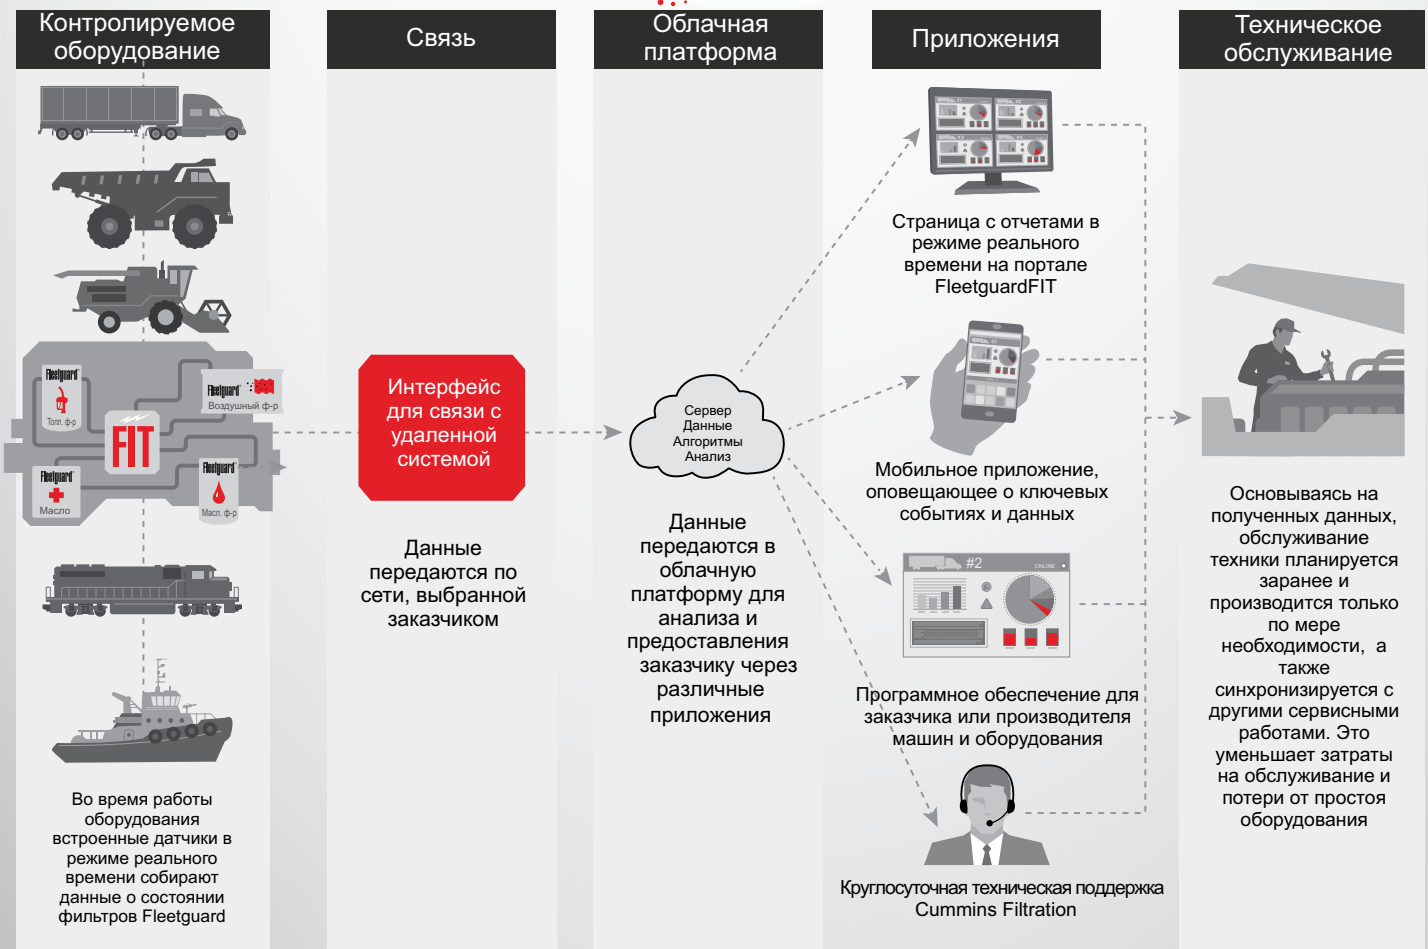 Контролируемое
оборудование
Fleetguard
Топл. ф-р
Fleetguard
Воздушный ф-р
FIT
Fleetguard
Масло
Fleetguard
Масл. ф-р
Во время работы
оборудования
встроенные датчики в
режиме реального
времени собирают
данные о состоянии
фильтров Fleetguard
Связь
Интерфейс
для связи с
удаленной
системой
Данные
передаются по
сети, выбранной
заказчиком
Облачная
платформа
Сервер
Данные
Алгоритмы
Анализ
Данные
передаются в
облачную
платформу для
анализа и
предоставления
заказчику через
различные
приложения
Приложения
Страница с отчетами в
режиме реального
времени на портале
FleetguardFIT
Мобильное приложение,
оповещающее о ключевых
событиях и данных
#2
ONLINE
Программное обеспечение для
заказчика или производителя
машин и оборудования
Круглосуточная техническая поддержка
Cummins Filtration
Техническое
обслуживание
Основываясь на
полученных данных,
обслуживание
техники планируется
заранее и
производится только
по мере
необходимости, а
также
синхронизируется с
другими сервисными
работами. Это
уменьшает затраты
на обслуживание и
потери от простоя
оборудования